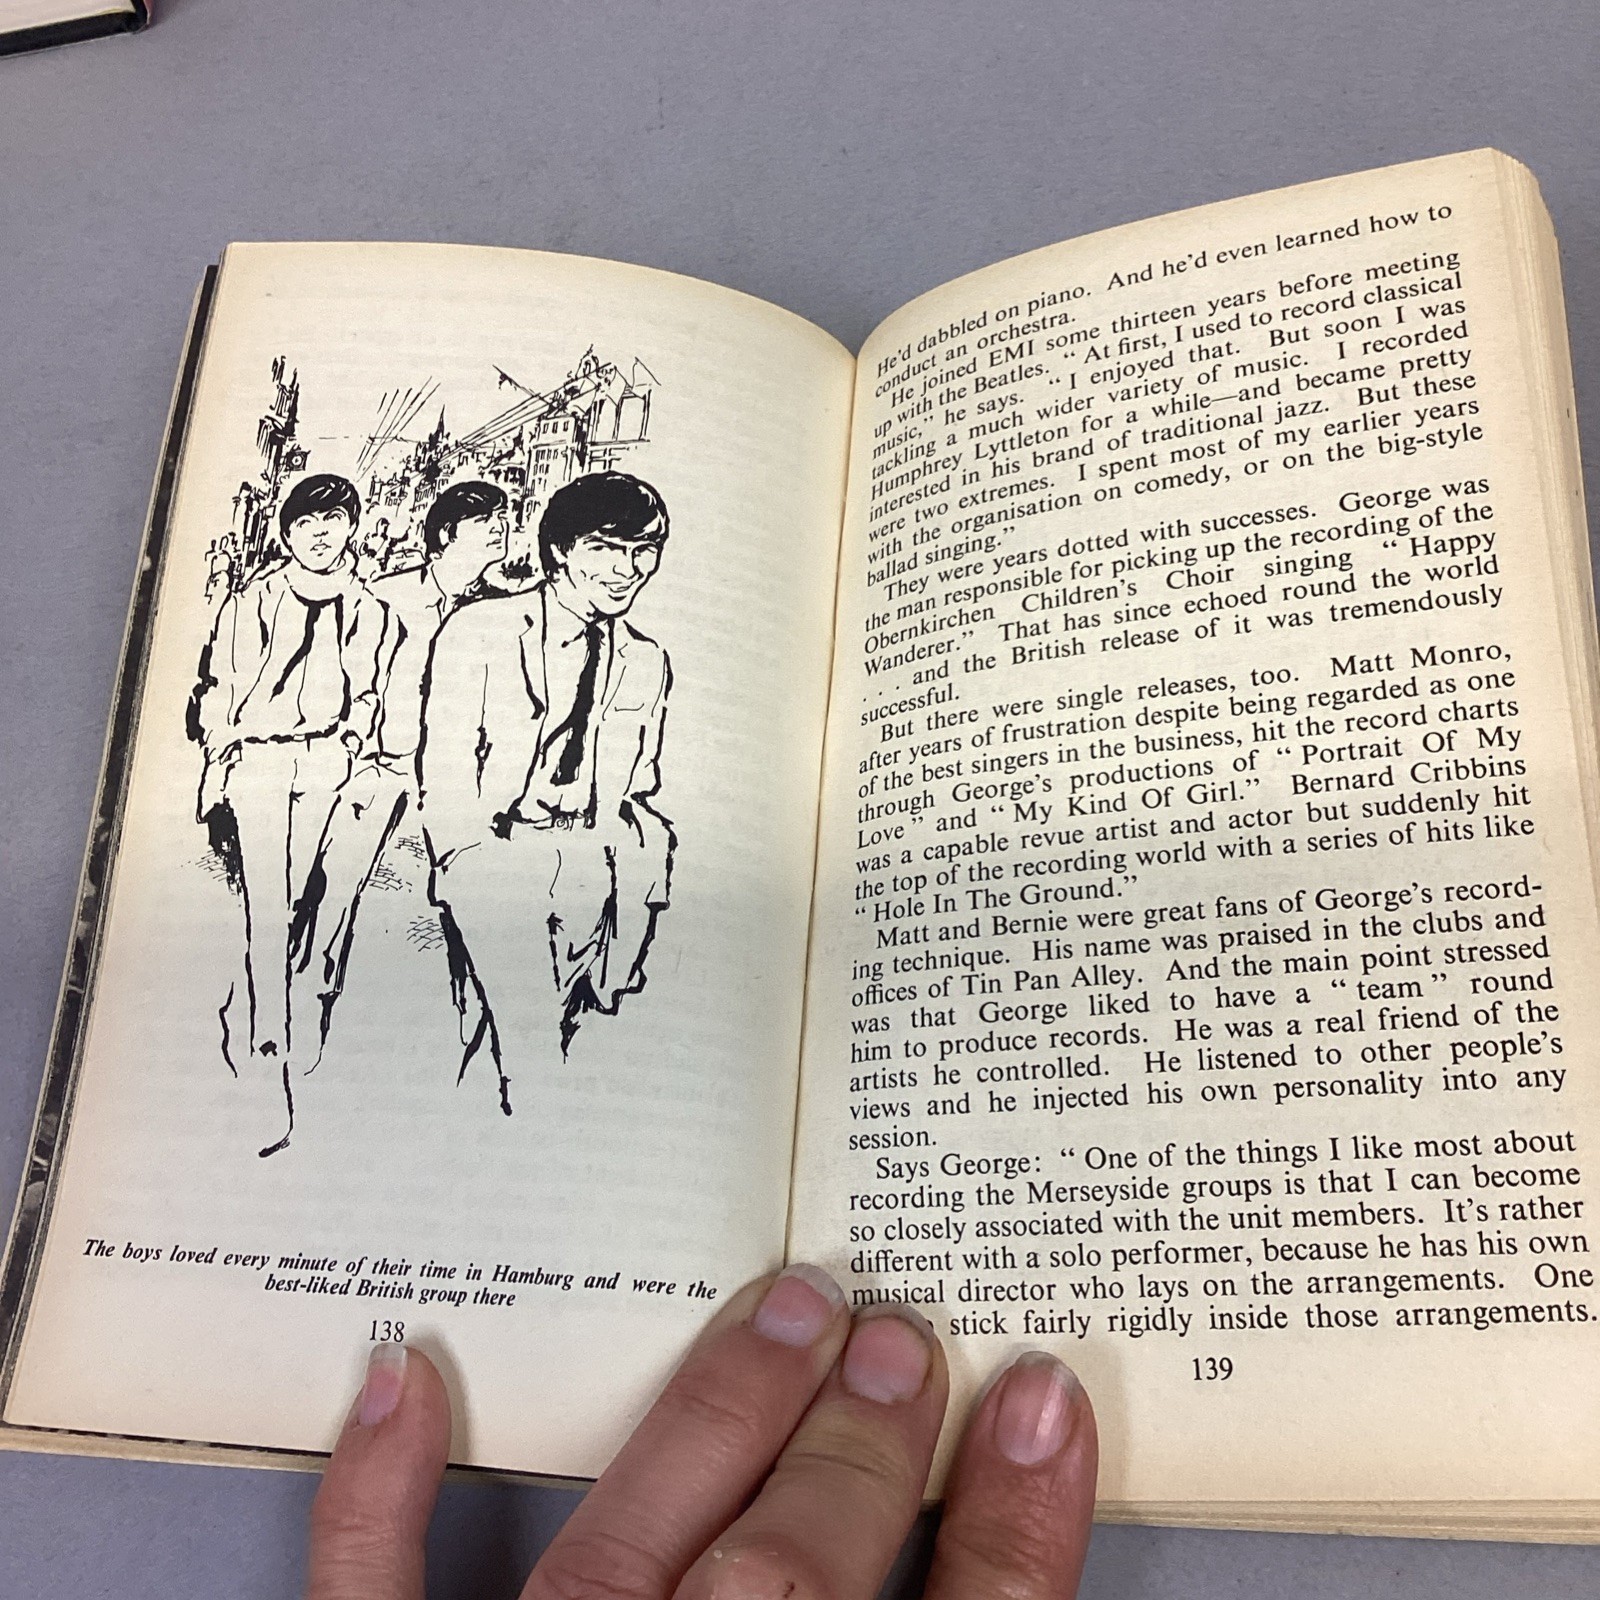 The boys loved every minute of their time in Hamburg and were the
best-liked British group there
138
He'd dabbled on piano. And he'd even learned how to
conduct an orchestra.
He joined EMI some thirteen years before meeting
up with the Beatles. “ At first, I used to record classical
music,” he says. “ I enjoyed that. But soon I was
tackling a much wider variety of music. I recorded
Humphrey Lyttleton for a while—and became pretty
interested in his brand of traditional jazz. But these
were two extremes. I spent most of my earlier years
with the organisation on comedy, or on the big-style
ballad singing.”
They were years dotted with successes. George was
the man responsible for picking up the recording of the
Obernkirchen Children's Choir singing “ Happy
Wanderer.” That has since echoed round the world
. . . and the British release of it was tremendously
successful.
But there were single releases, too. Matt Monro,
after years of frustration despite being regarded as one
of the best singers in the business, hit the record charts
through George's productions of “ Portrait Of My
Love ” and “ My Kind Of Girl.” Bernard Cribbins
was a capable revue artist and actor but suddenly hit
the top of the recording world with a series of hits like
“ Hole In The Ground.”
Matt and Bernie were great fans of George's record-
ing technique. His name was praised in the clubs and
offices of Tin Pan Alley. And the main point stressed
was that George liked to have a “ team ” round
him to produce records. He was a real friend of the
artists he controlled. He listened to other people's
views and he injected his own personality into any
session.
Says George: “ One of the things I like most about
recording the Merseyside groups is that I can become
so closely associated with the unit members. It's rather
different with a solo performer, because he has his own
musical director who lays on the arrangements. One
stick fairly rigidly inside those arrangements.
139